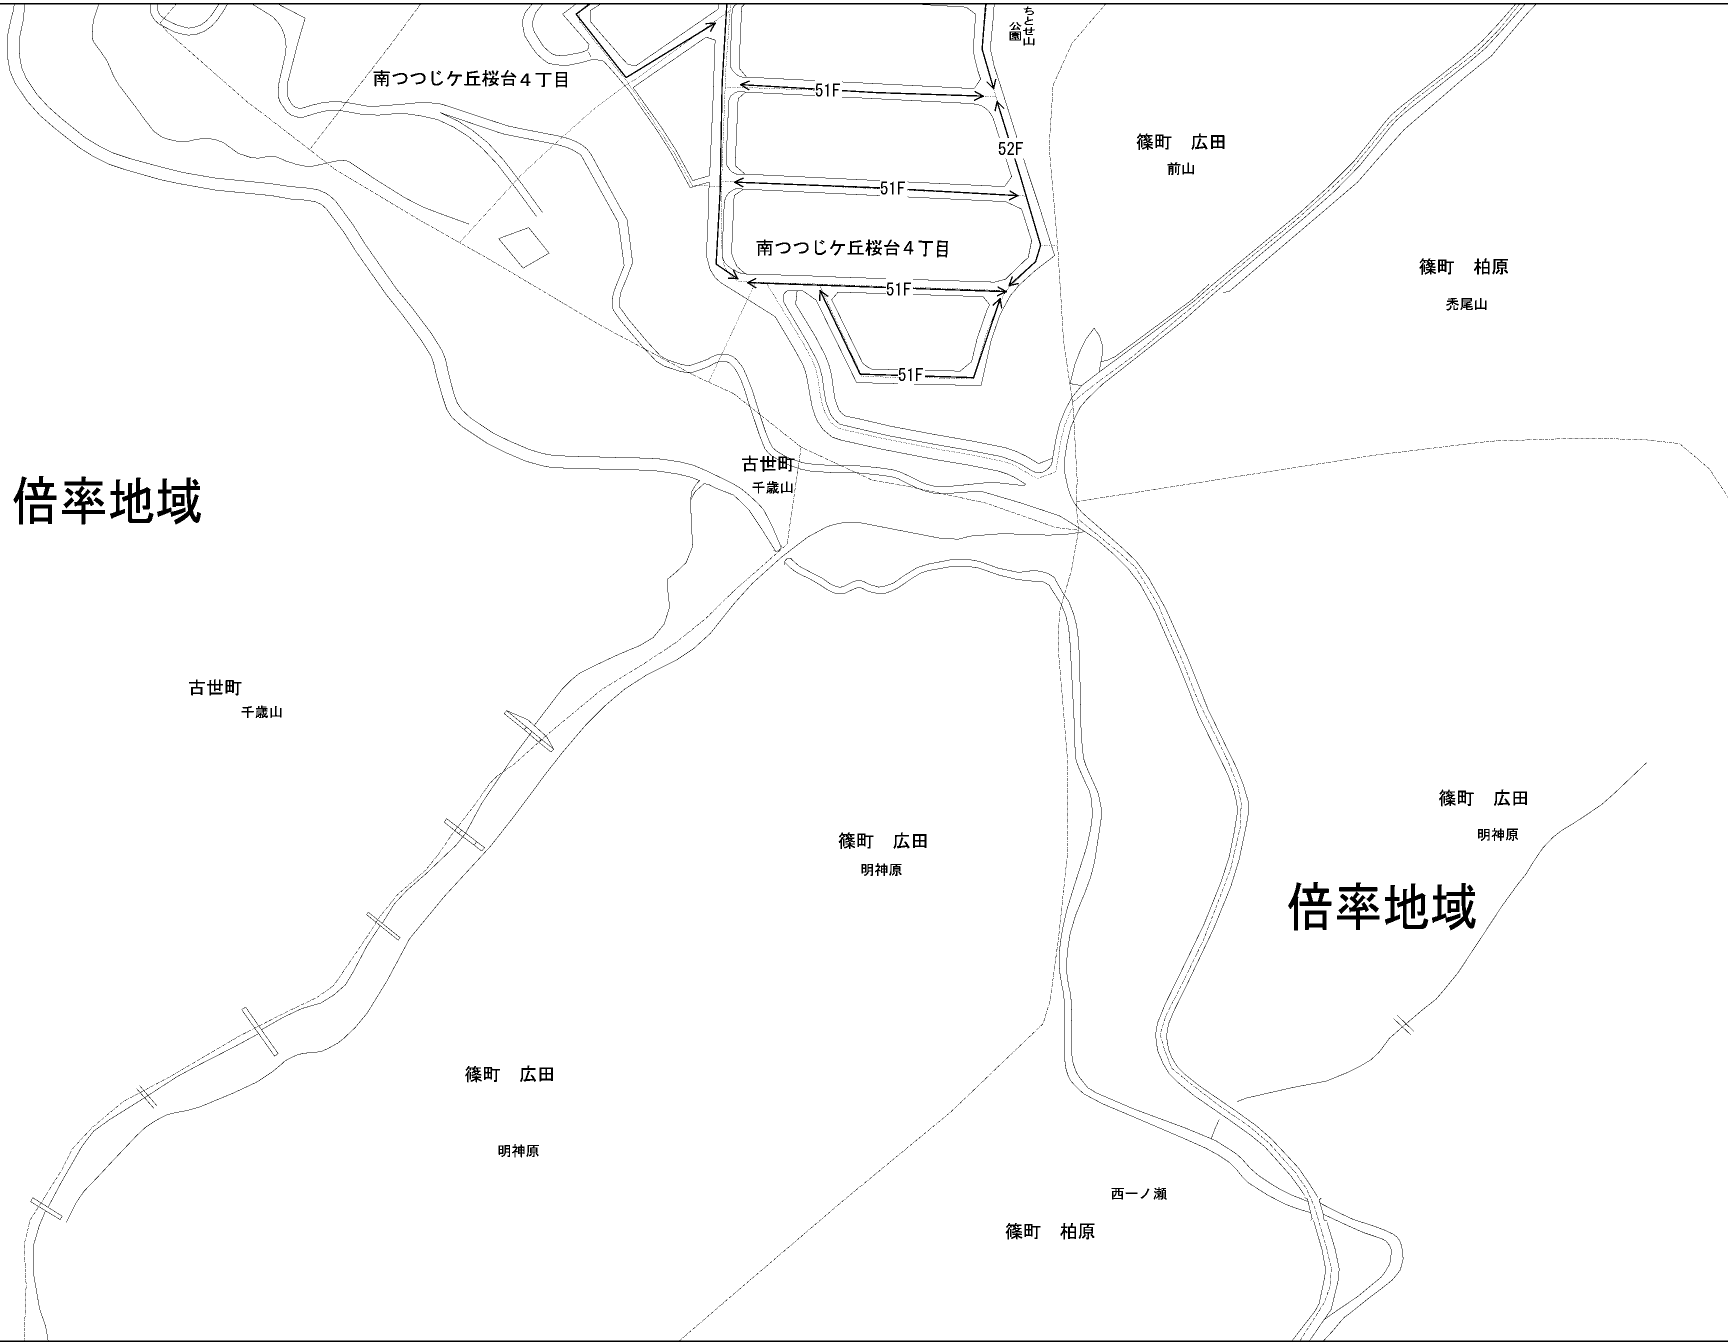 ちとせ山
公園
南つつじケ丘桜台４丁目
51F
52F
篠町　広田
前山
51F
南つつじケ丘桜台４丁目
篠町　柏原
禿尾山
51F
51F
古世町
千歳山
倍率地域
古世町
千歳山
篠町　広田
明神原
篠町　広田
明神原
倍率地域
篠町　広田
明神原
西一ノ瀬
篠町　柏原